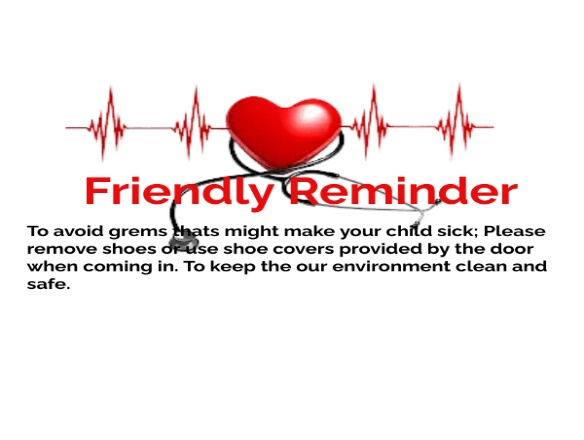 Friendly Reminder
To avoid grems thats might make your child sick; Please
remove shoes or use shoe covers provided by the door
when coming in. To keep the our environment clean and
safe.